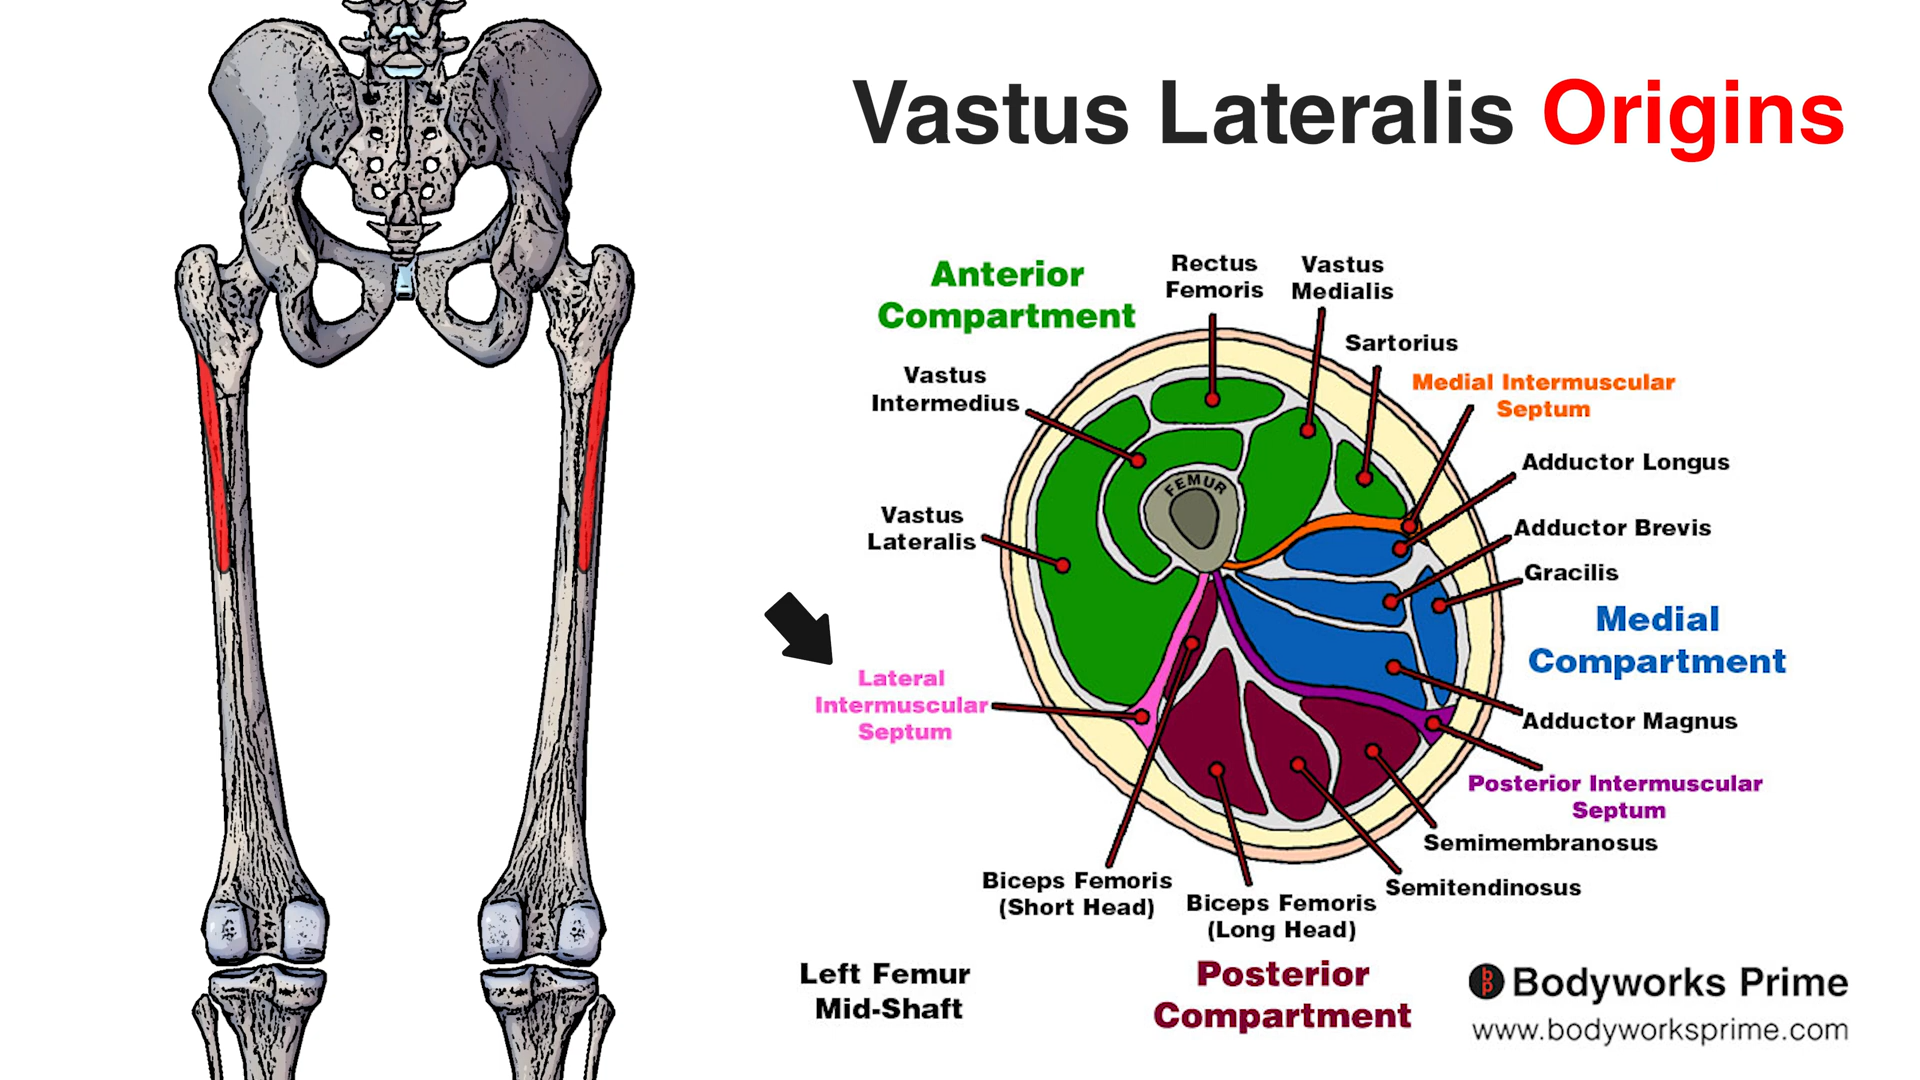 Vastus Lateralis Origins
Anterior
Compartment
Rectus
Femoris
Vastus
Medialis
Sartorius
Medial Intermuscular
Septum
Vastus
Intermedius
FEMUR
Adductor Longus
Vastus
Lateralis
Adductor Brevis
Gracilis
Medial
Compartment
Lateral
Intermuscular
Septum
Adductor Magnus
Posterior Intermuscular
Septum
Semimembranosus
Semitendinosus
Biceps Femoris
(Short Head)
Biceps Femoris
(Long Head)
Left Femur
Mid-Shaft
Posterior
Compartment
bp Bodyworks Prime
www.bodyworksprime.com